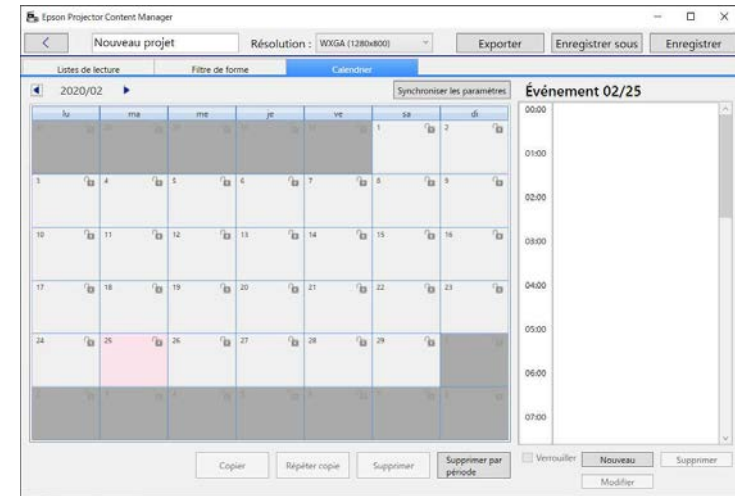 Epson Projector Content Manager
Nouveau projet Résolution : WXGA (1280x800) Exporter Enregistrer sous Enregistrer
Listes de lecture Filtre de forme Calendrier
2020/02 Synchroniser les paramètres Événement 02/25
lu ma me je ve sa di
1 2
3 4 5 6 7 8 9
10 11 12 13 14 15 16
17 18 19 20 21 22 23
24 25 26 27 28 29
00:00
01:00
02:00
03:00
04:00
05:00
06:00
07:00
Copier Répéter copie Supprimer Supprimer par
période
Verrouiller Nouveau Supprimer
Modifier